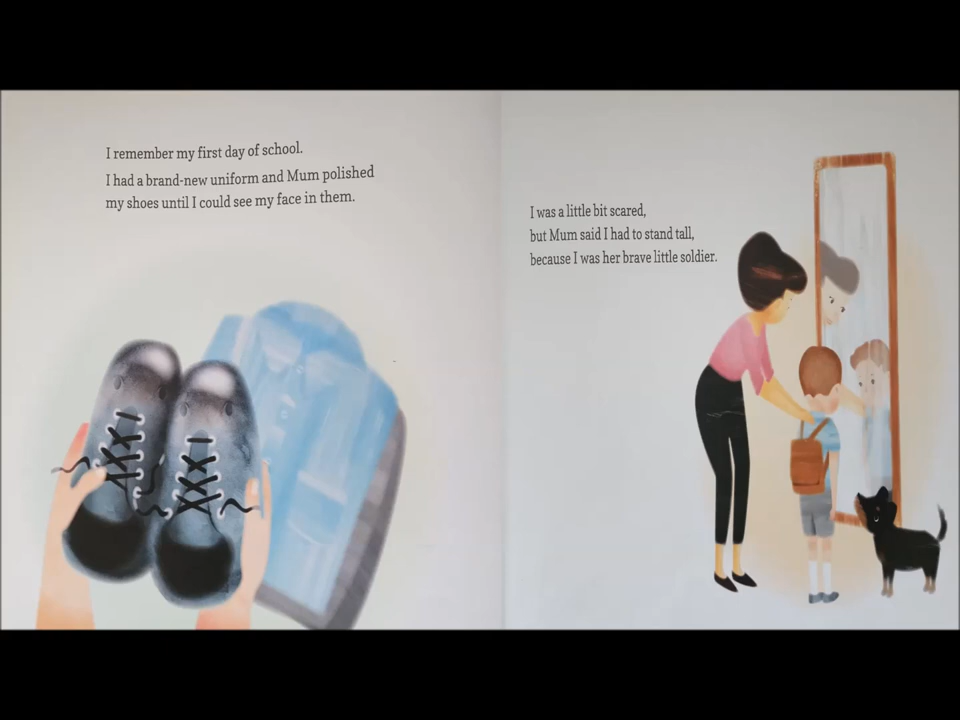 I remember my first day of school.
I had a brand-new uniform and Mum polished
my shoes until I could see my face in them.
I was a little bit scared,
but Mum said I had to stand tall,
because I was her brave little soldier.